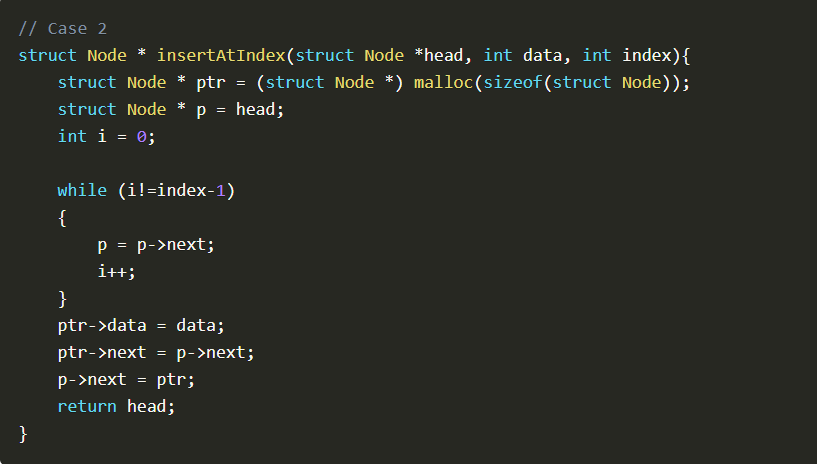 // Case 2
struct Node * insertAtIndex(struct Node *head, int data, int index){
    struct Node * ptr = (struct Node *) malloc(sizeof(struct Node));
    struct Node * p = head;
    int i = 0;

    while (i!=index-1)
    {
        p = p->next;
        i++;
    }
    ptr->data = data;
    ptr->next = p->next;
    p->next = ptr;
    return head;
}